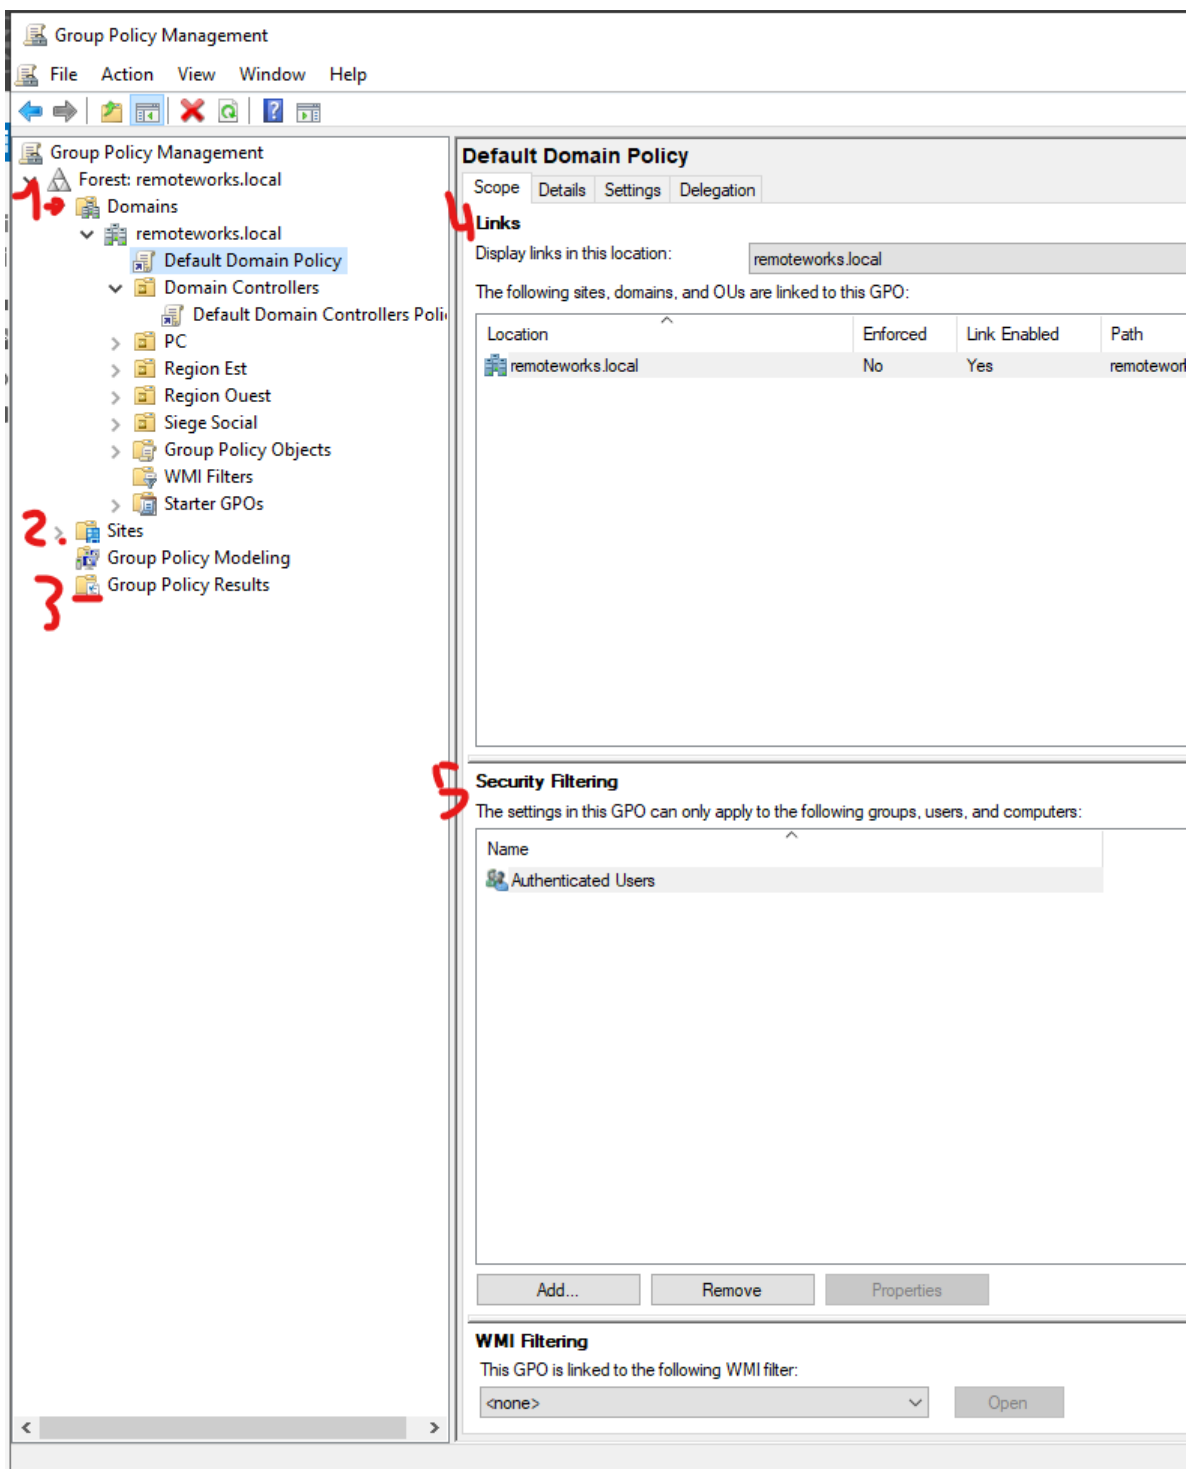 Group Policy Management
File Action View Window Help
Group Policy Management
Forest: remoteworks.local
1 Domains
remoteworks.local
Default Domain Policy
Domain Controllers
Default Domain Controllers Poli
PC
Region Est
Region Ouest
Siege Social
Group Policy Objects
WMI Filters
Starter GPOs
2. Sites
Group Policy Modeling
3 Group Policy Results
Default Domain Policy
Scope Details Settings Delegation
4 Links
Display links in this location: remoteworks.local
The following sites, domains, and OUs are linked to this GPO:
Location Enforced Link Enabled Path
remoteworks.local No Yes remotewor
5 Security Filtering
The settings in this GPO can only apply to the following groups, users, and computers:
Name
Authenticated Users
Add... Remove Properties
WMI Filtering
This GPO is linked to the following WMI filter:
<none> Open